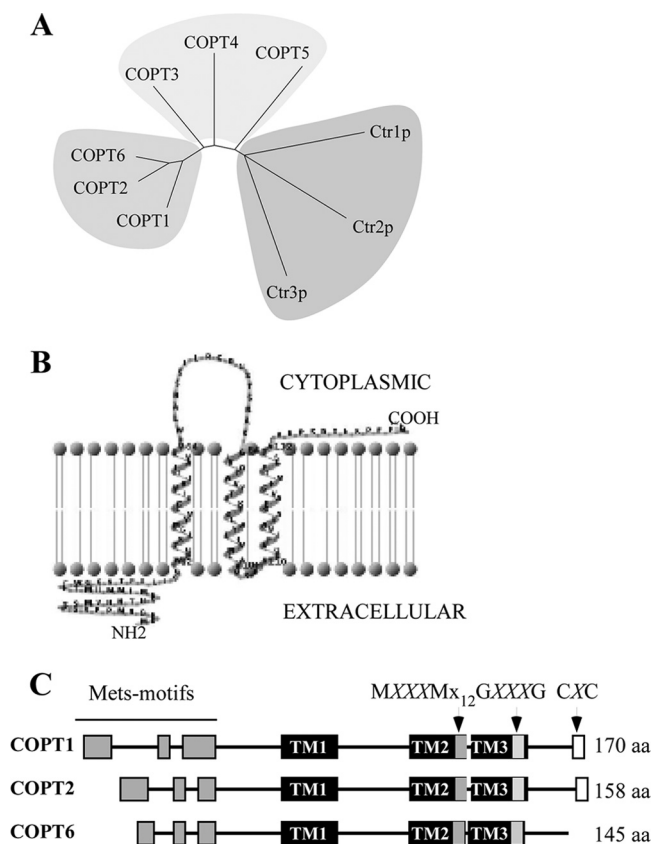 A
COPT4
COPT3
COPT5
COPT6
COPT2
COPT1
Ctr1p
Ctr2p
Ctr3p
B
CYTOPLASMIC
COOH
EXTRACELLULAR
NH2
C
Mets-motifs
MXXXMx12GXXXG CXC
COPT1 TM1 TM2 TM3 170 aa
COPT2 TM1 TM2 TM3 158 aa
COPT6 TM1 TM2 TM3 145 aa